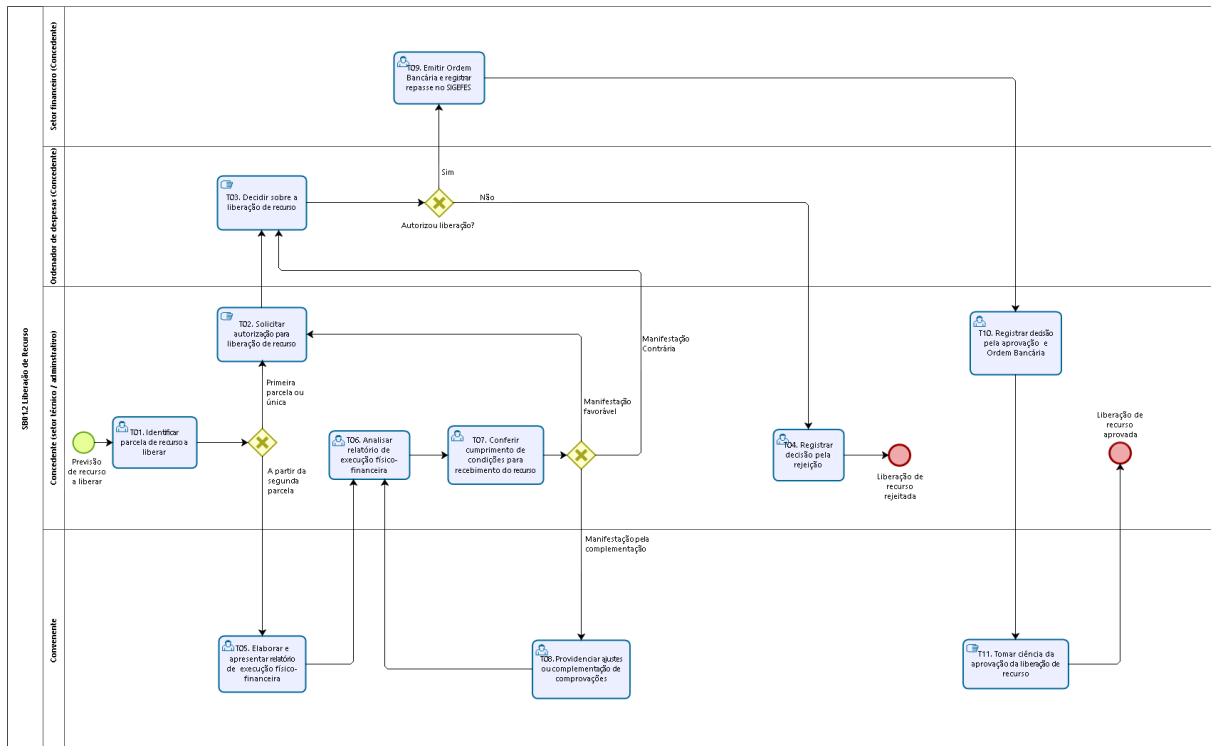 SB01.2 Liberação de Recurso
Setor financeiro (Concedente)
T09. Emitir Ordem
Bancária e registrar
repasse no SIGEFES
Ordenador de despesas (Concedente)
T03. Decidir sobre a
liberação de recurso
Sim
Não
Autorizou liberação?
Concedente (setor técnico / adminstrativo)
T02. Solicitar
autorização para
liberação de recurso
Manifestação
Contrária
T10. Registrar decisão
pela aprovação e
Ordem Bancária
Primeira
parcela ou
única
Manifestação
favorável
Previsão
de recurso
a liberar
T01. Identificar
parcela de recurso a
liberar
A partir da
segunda
parcela
T06. Analisar
relatório de
execução físico-
financeira
T07. Conferir
cumprimento de
condições para
recebimento do recurso
T04. Registrar
decisão pela
rejeição
Liberação de
recurso
rejeitada
Liberação de
recurso
aprovada
Convenente
Manifestação pela
complementação
T05. Elaborar e
apresentar relatório
de execução físico-
financeira
T08. Providenciar ajustes
ou complementação de
comprovações
T11. Tomar ciência da
aprovação da liberação de
recurso